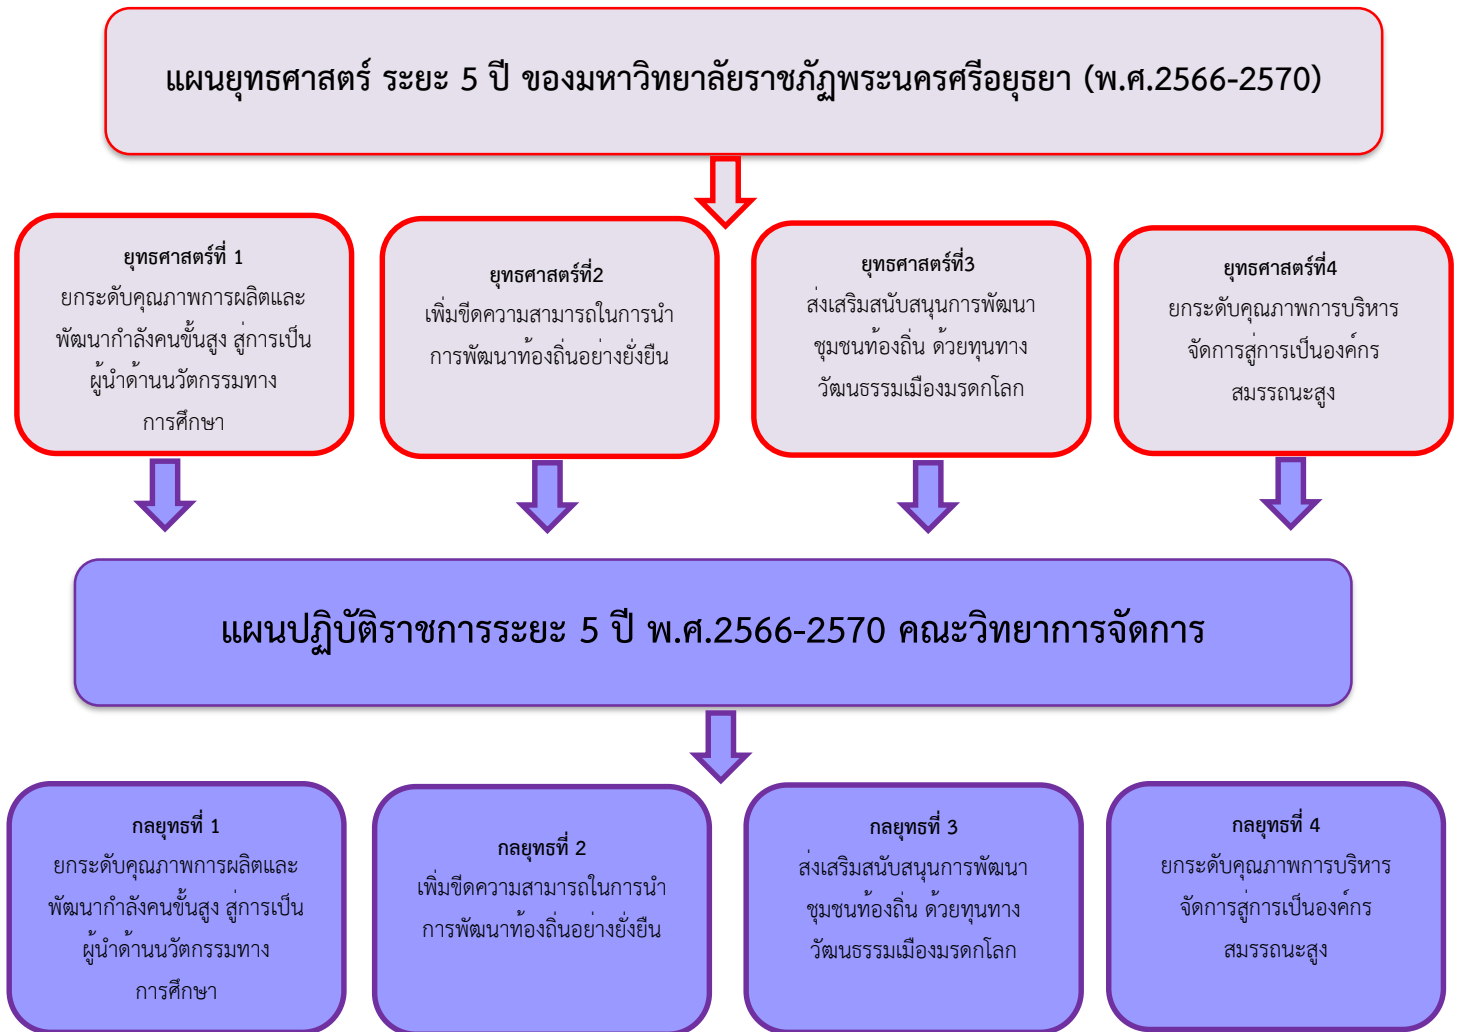 แผนยุทธศาสตร์ ระยะ 5 ปี ของมหาวิทยาลัยราชภัฏพระนครศรีอยุธยา (พ.ศ.2566-2570)
ยุทธศาสตร์ที่ 1
ยกระดับคุณภาพการผลิตและ
พัฒนากำลังคนขั้นสูง สู่การเป็น
ผู้นำด้านนวัตกรรมทาง
การศึกษา
ยุทธศาสตร์ที่2
เพิ่มขีดความสามารถในการนำ
การพัฒนาท้องถิ่นอย่างยั่งยืน
ยุทธศาสตร์ที่3
ส่งเสริมสนับสนุนการพัฒนา
ชุมชนท้องถิ่น ด้วยทุนทาง
วัฒนธรรมเมืองมรดกโลก
ยุทธศาสตร์ที่4
ยกระดับคุณภาพการบริหาร
จัดการสู่การเป็นองค์กร
สมรรถนะสูง
แผนปฏิบัติราชการระยะ 5 ปี พ.ศ.2566-2570 คณะวิทยาการจัดการ
กลยุทธที่ 1
ยกระดับคุณภาพการผลิตและ
พัฒนากำลังคนขั้นสูง สู่การเป็น
ผู้นำด้านนวัตกรรมทาง
การศึกษา
กลยุทธที่ 2
เพิ่มขีดความสามารถในการนำ
การพัฒนาท้องถิ่นอย่างยั่งยืน
กลยุทธที่ 3
ส่งเสริมสนับสนุนการพัฒนา
ชุมชนท้องถิ่น ด้วยทุนทาง
วัฒนธรรมเมืองมรดกโลก
กลยุทธที่ 4
ยกระดับคุณภาพการบริหาร
จัดการสู่การเป็นองค์กร
สมรรถนะสูง